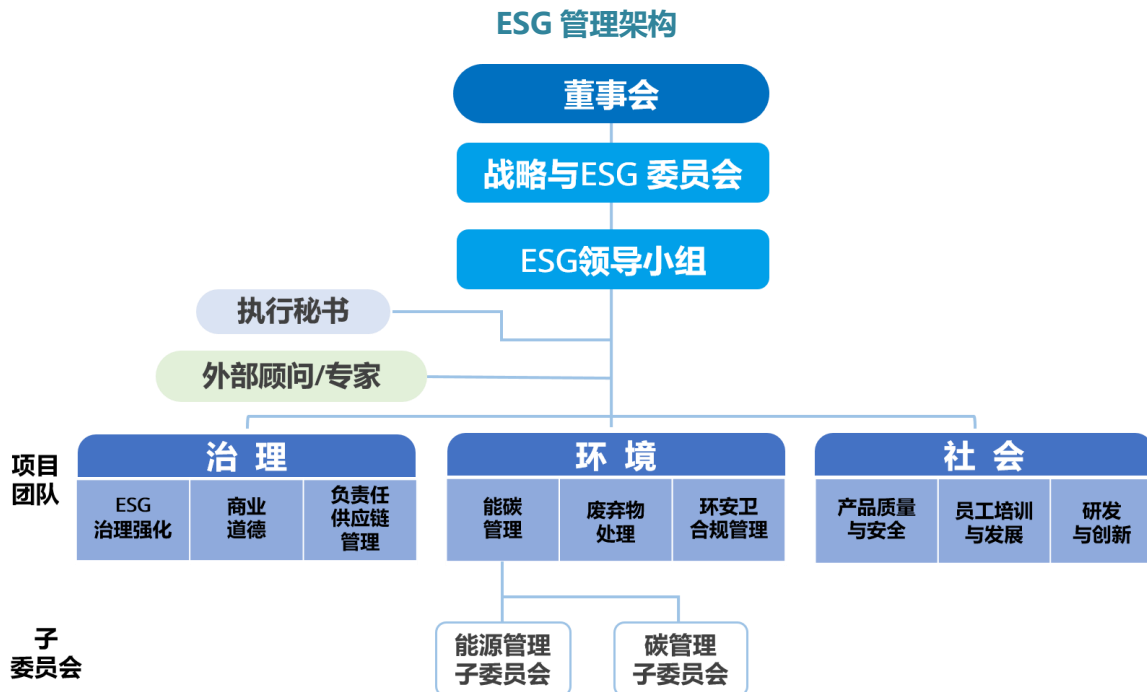 ESG 管理架构
董事会
战略与ESG 委员会
ESG领导小组
执行秘书
外部顾问/专家
项目
团队
治 理
ESG
治理强化
商业
道德
负责任
供应链
管理
环 境
能碳
管理
废弃物
处理
环安卫
合规管理
社 会
产品质量
与安全
员工培训
与发展
研发
与创新
子
委员会
能源管理
子委员会
碳管理
子委员会